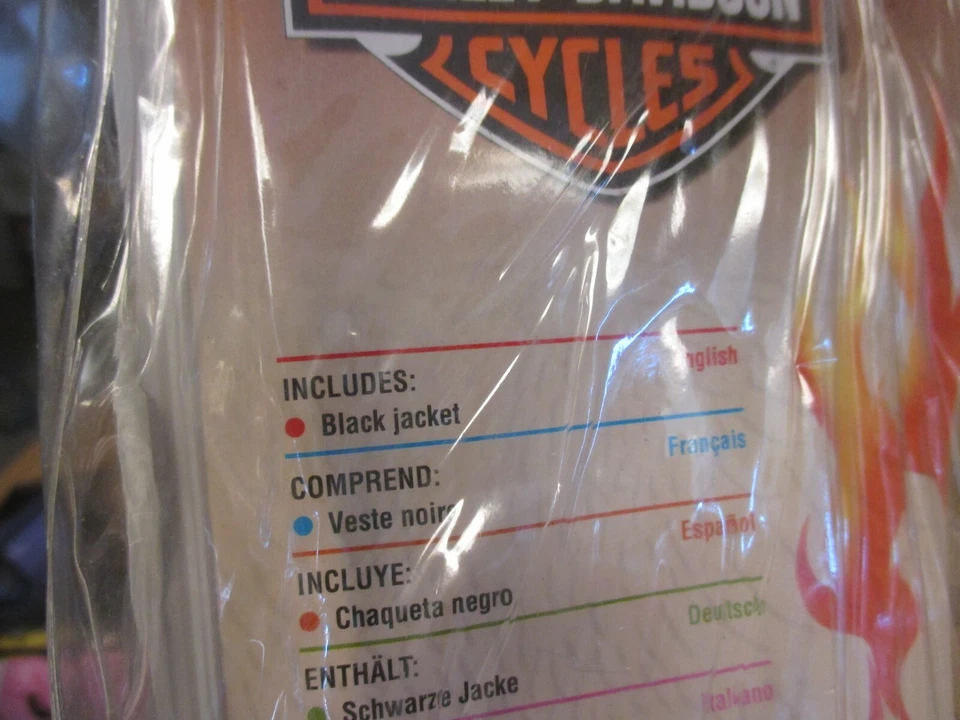 CYCLES
English
INCLUDES:
Black jacket
Français
COMPREND:
Veste noire
Español
INCLUYE:
Chaqueta negro
Deutsch
ENTHÄLT:
Schwarze Jacke
Italiano